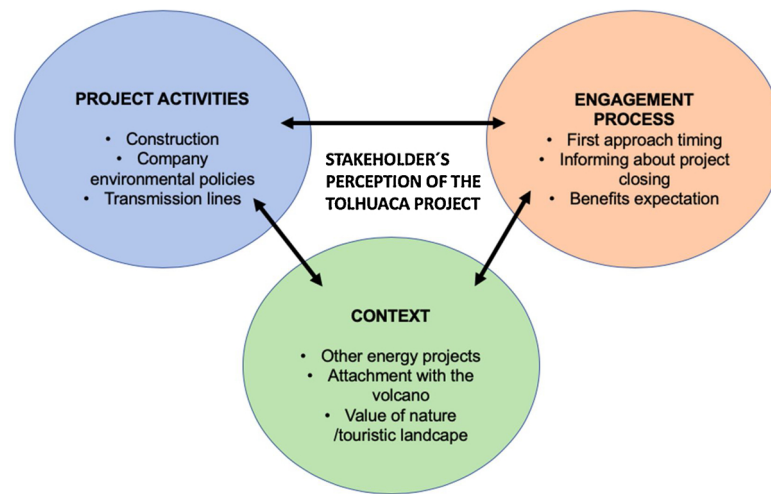 PROJECT ACTIVITIES
• Construction
• Company
environmental policies
• Transmission lines
STAKEHOLDER´S
PERCEPTION OF THE
TOLHUACA PROJECT
ENGAGEMENT
PROCESS
• First approach timing
• Informing about project
closing
• Benefits expectation
CONTEXT
• Other energy projects
• Attachment with the
volcano
• Value of nature
/touristic landcape